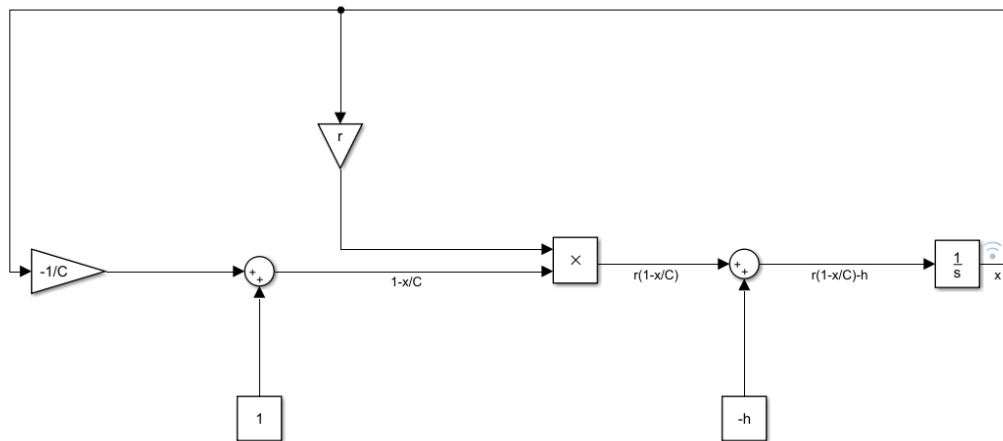 r
-1/C
+
+
1-x/C
×
r(1-x/C)
+
+
r(1-x/C)-h
1
s
x
1
-h